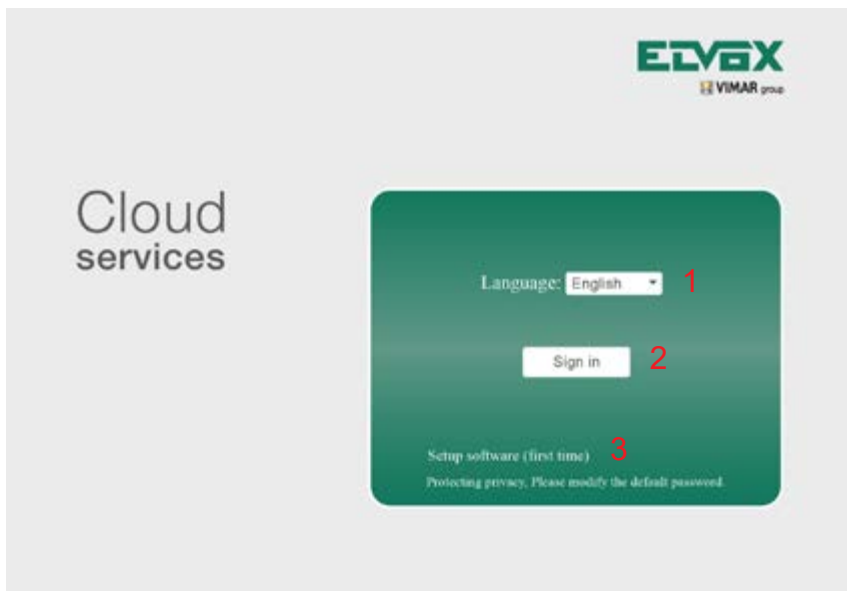 ELVOX
VIMAR group
Cloud
services
Language: English 1
Sign in 2
Setup software (first time) 3
Protecting privacy, Please modify the default password.